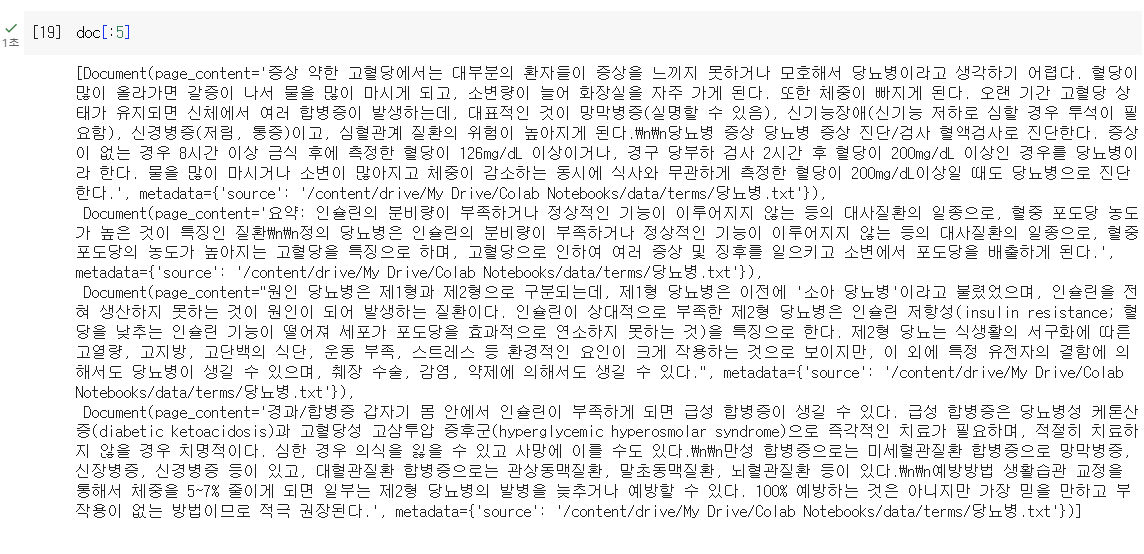 [19] doc[:5]
1초
[Document(page_content='증상 약한 고혈당에서는 대부분의 환자들이 증상을 느끼지 못하거나 모호해서 당뇨병이라고 생각하기 어렵다. 혈당이
많이 올라가면 갈증이 나서 물을 많이 마시게 되고, 소변량이 늘어 화장실을 자주 가게 된다. 또한 체중이 빠지게 된다. 오랜 기간 고혈당 상
태가 유지되면 신체에서 여러 합병증이 발생하는데, 대표적인 것이 망막병증(실명할 수 있음), 신기능장애(신기능 저하로 심할 경우 투석이 필
요함), 신경병증(저림, 통증)이고, 심혈관계 질환의 위험이 높아지게 된다.₩n₩n당뇨병 증상 당뇨병 증상 진단/검사 혈액검사로 진단한다. 증상
이 없는 경우 8시간 이상 금식 후에 측정한 혈당이 126mg/dL 이상이거나, 경구 당부하 검사 2시간 후 혈당이 200mg/dL 이상인 경우를 당뇨병이
라 한다. 물을 많이 마시거나 소변이 많아지고 체중이 감소하는 동시에 식사와 무관하게 측정한 혈당이 200mg/dL이상일 때도 당뇨병으로 진단
한다.', metadata={'source': '/content/drive/My Drive/Colab Notebooks/data/terms/당뇨병.txt'}),
Document(page_content='요약: 인슐린의 분비량이 부족하거나 정상적인 기능이 이루어지지 않는 등의 대사질환의 일종으로, 혈중 포도당 농도
가 높은 것이 특징인 질환₩n₩n정의 당뇨병은 인슐린의 분비량이 부족하거나 정상적인 기능이 이루어지지 않는 등의 대사질환의 일종으로, 혈중
포도당의 농도가 높아지는 고혈당을 특징으로 하며, 고혈당으로 인하여 여러 증상 및 징후를 일으키고 소변에서 포도당을 배출하게 된다.',
metadata={'source': '/content/drive/My Drive/Colab Notebooks/data/terms/당뇨병.txt'}),
Document(page_content="원인 당뇨병은 제1형과 제2형으로 구분되는데, 제1형 당뇨병은 이전에 '소아 당뇨병'이라고 불렸었으며, 인슐린을 전
혀 생산하지 못하는 것이 원인이 되어 발생하는 질환이다. 인슐린이 상대적으로 부족한 제2형 당뇨병은 인슐린 저항성(insulin resistance; 혈
당을 낮추는 인슐린 기능이 떨어져 세포가 포도당을 효과적으로 연소하지 못하는 것)을 특징으로 한다. 제2형 당뇨는 식생활의 서구화에 따른
고열량, 고지방, 고단백의 식단, 운동 부족, 스트레스 등 환경적인 요인이 크게 작용하는 것으로 보이지만, 이 외에 특정 유전자의 결함에 의
해서도 당뇨병이 생길 수 있으며, 췌장 수술, 감염, 약제에 의해서도 생길 수 있다.", metadata={'source': '/content/drive/My Drive/Colab
Notebooks/data/terms/당뇨병.txt'}),
Document(page_content='경과/합병증 갑자기 몸 안에서 인슐린이 부족하게 되면 급성 합병증이 생길 수 있다. 급성 합병증은 당뇨병성 케톤산
증(diabetic ketoacidosis)과 고혈당성 고삼투압 증후군(hyperglycemic hyperosmolar syndrome)으로 즉각적인 치료가 필요하며, 적절히 치료하
지 않을 경우 치명적이다. 심한 경우 의식을 잃을 수 있고 사망에 이를 수도 있다.₩n₩n만성 합병증으로는 미세혈관질환 합병증으로 망막병증,
신장병증, 신경병증 등이 있고, 대혈관질환 합병증으로는 관상동맥질환, 말초동맥질환, 뇌혈관질환 등이 있다.₩n₩n예방방법 생활습관 교정을
통해서 체중을 5~7% 줄이게 되면 일부는 제2형 당뇨병의 발병을 늦추거나 예방할 수 있다. 100% 예방하는 것은 아니지만 가장 믿을 만하고 부
작용이 없는 방법이므로 적극 권장된다.', metadata={'source': '/content/drive/My Drive/Colab Notebooks/data/terms/당뇨병.txt'})]